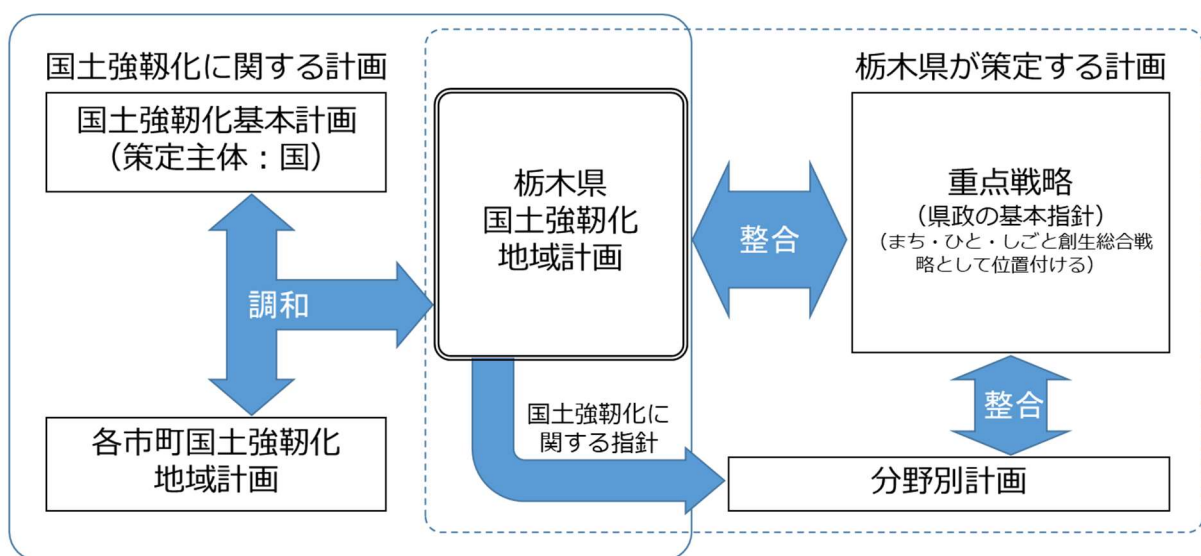 国土強靱化に関する計画
国土強靭化基本計画
（策定主体：国）
調和
各市町国土強靭化
地域計画
栃木県
国土強靭化
地域計画
国土強靭化に
関する指針
整合
栃木県が策定する計画
重点戦略
（県政の基本指針）
（まち・ひと・しごと創生総合戦
略として位置付ける）
整合
分野別計画